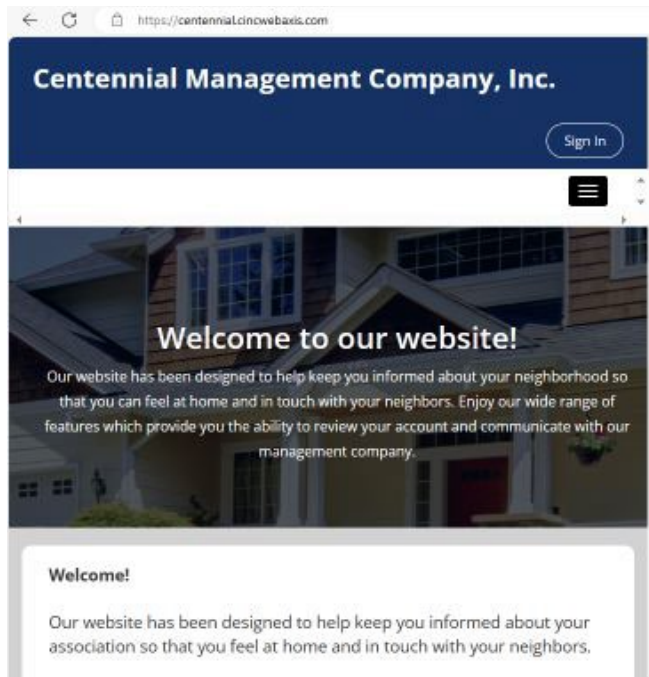 https://centennial.cincwebaxis.com
Centennial Management Company, Inc.
Sign In
Welcome to our website!
Our website has been designed to help keep you informed about your neighborhood so
that you can feel at home and in touch with your neighbors. Enjoy our wide range of
features which provide you the ability to review your account and communicate with our
management company.
Welcome!
Our website has been designed to help keep you informed about your
association so that you feel at home and in touch with your neighbors.